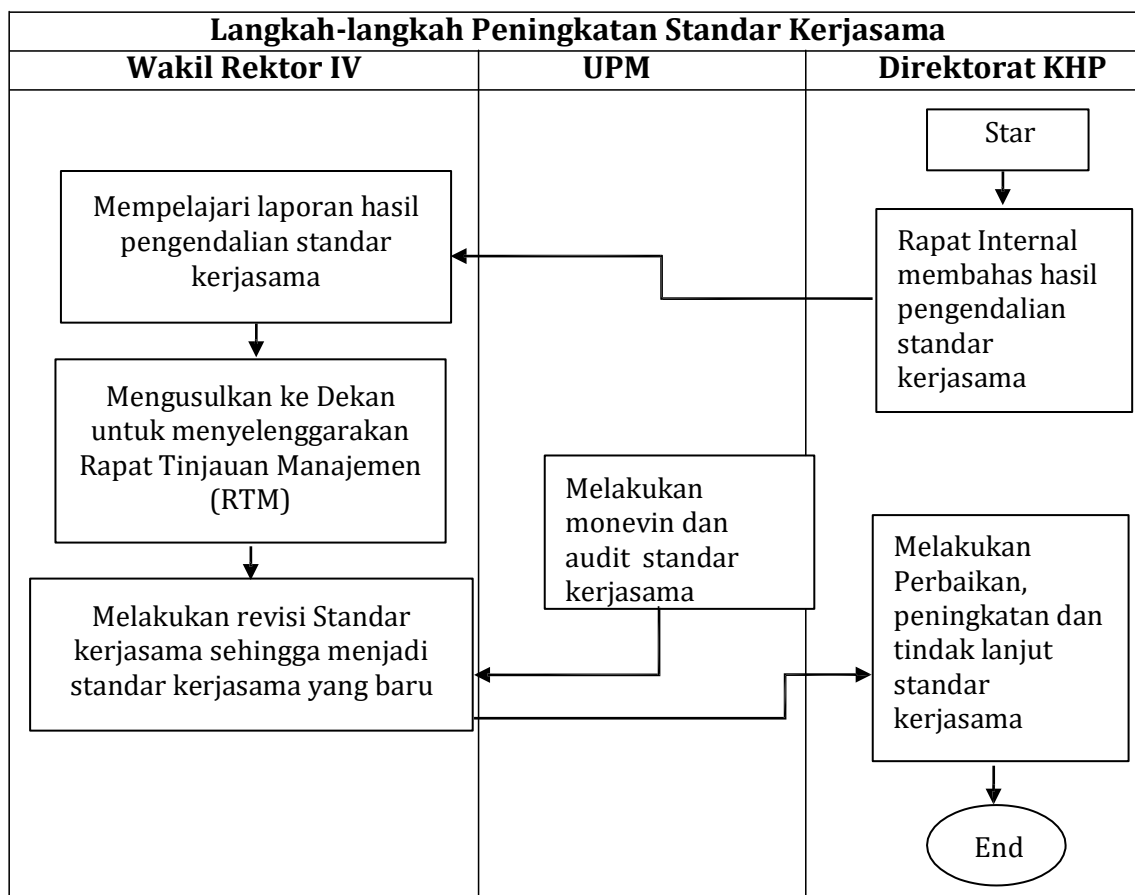 Langkah-langkah Peningkatan Standar Kerjasama
Wakil Rektor IV
UPM
Direktorat KHP
Star
Rapat Internal
membahas hasil
pengendalian
standar
kerjasama
Mempelajari laporan hasil
pengendalian standar
kerjasama
Mengusulkan ke Dekan
untuk menyelenggarakan
Rapat Tinjauan Manajemen
(RTM)
Melakukan
monevin dan
audit standar
kerjasama
Melakukan revisi Standar
kerjasama sehingga menjadi
standar kerjasama yang baru
Melakukan
Perbaikan,
peningkatan dan
tindak lanjut
standar
kerjasama
End